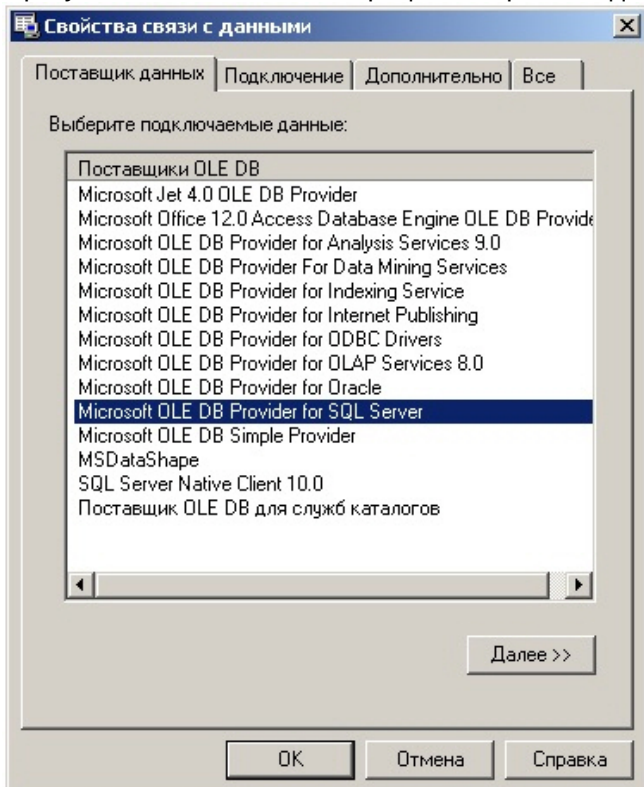 Свойства связи с данными
Поставщик данных Подключение Дополнительно Все
Выберите подключаемые данные:
Поставщики OLE DB
Microsoft Jet 4.0 OLE DB Provider
Microsoft Office 12.0 Access Database Engine OLE DB Provide
Microsoft OLE DB Provider for Analysis Services 9.0
Microsoft OLE DB Provider For Data Mining Services
Microsoft OLE DB Provider for Indexing Service
Microsoft OLE DB Provider for Internet Publishing
Microsoft OLE DB Provider for ODBC Drivers
Microsoft OLE DB Provider for OLAP Services 8.0
Microsoft OLE DB Provider for Oracle
Microsoft OLE DB Provider for SQL Server
Microsoft OLE DB Simple Provider
MSDataShape
SQL Server Native Client 10.0
Поставщик OLE DB для служб каталогов
Далее >>
OK Отмена Справка